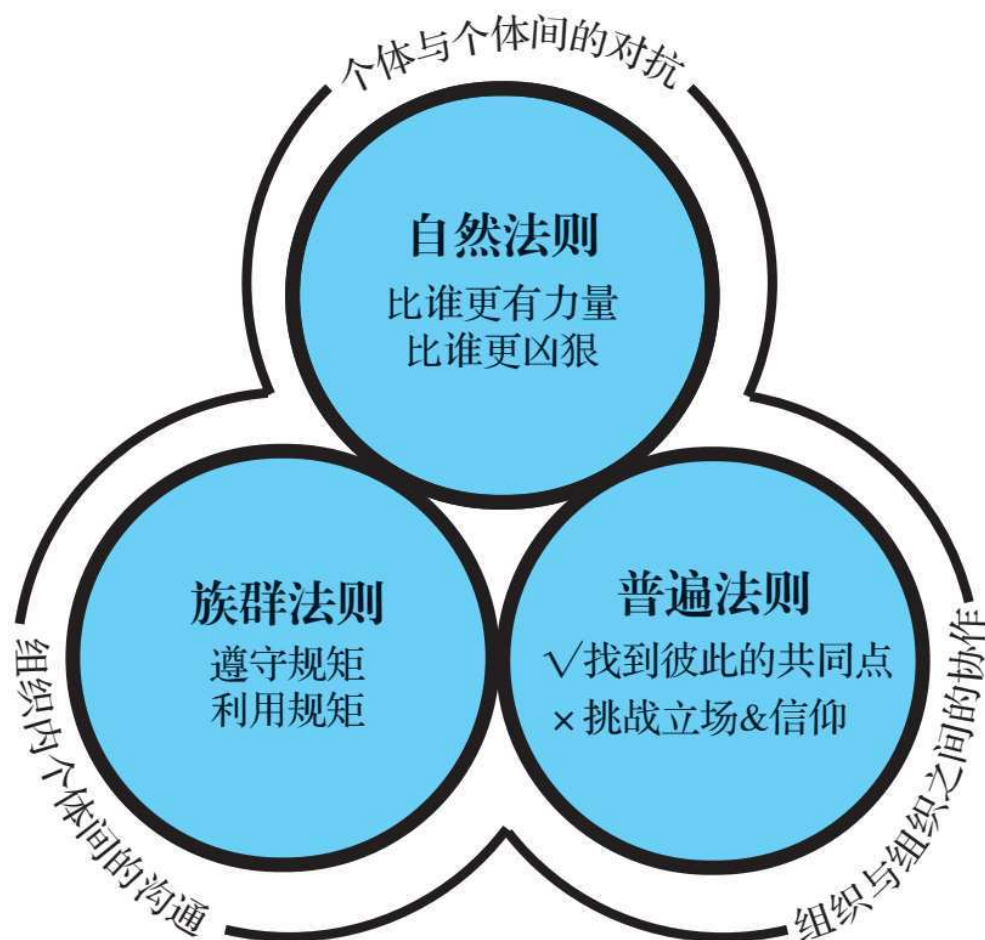 个体与个体间的对抗
自然法则
比谁更有力量
比谁更凶狠
族群法则
遵守规矩
利用规矩
组织内个体间的沟通
普遍法则
√找到彼此的共同点
×挑战立场&信仰
组织与组织之间的协作